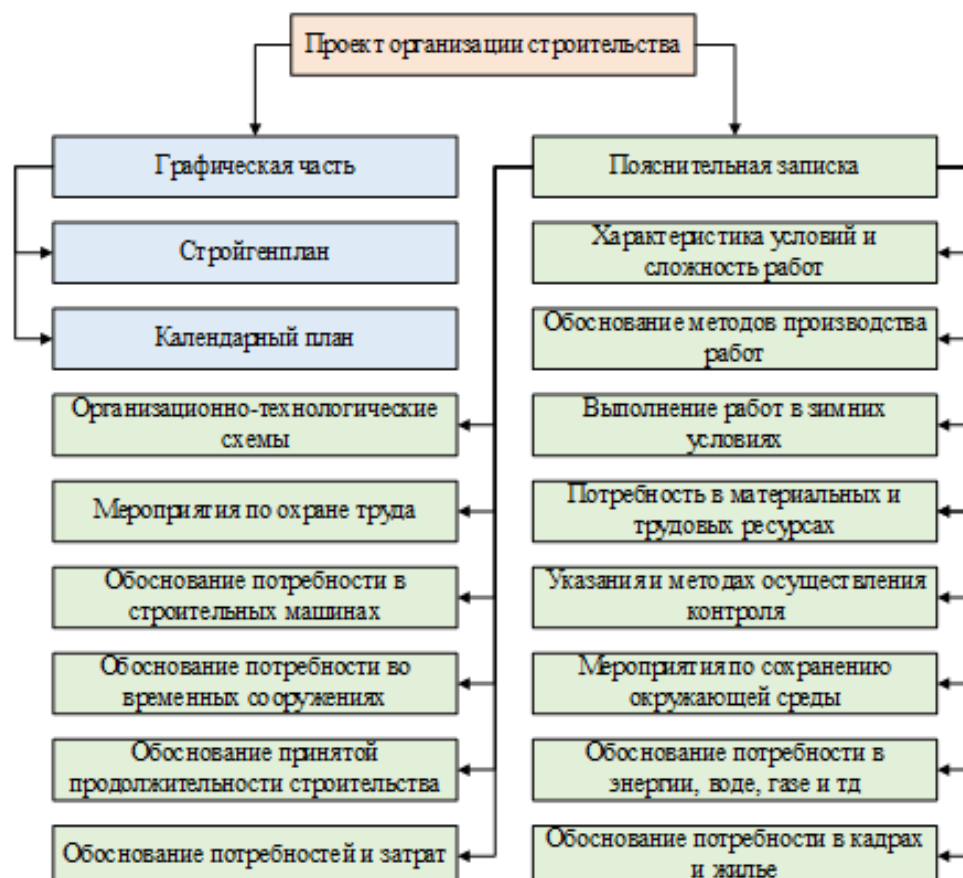 Проект организации строительства
Графическая часть
Пояснительная записка
Стройгенплан
Характеристика условий и
сложность работ
Календарный план
Обоснование методов производства
работ
Организационно-технологические
схемы
Выполнение работ в зимних
условиях
Мероприятия по охране труда
Потребность в материальных и
трудовых ресурсах
Обоснование потребности в
строительных машинах
Указания и методах осуществления
контроля
Обоснование потребности во
временных сооружениях
Мероприятия по сохранению
окружающей среды
Обоснование принятой
продолжительности строительства
Обоснование потребности в
энергии, воде, газе и тд
Обоснование потребностей и затрат
Обоснование потребности в кадрах
и жилье